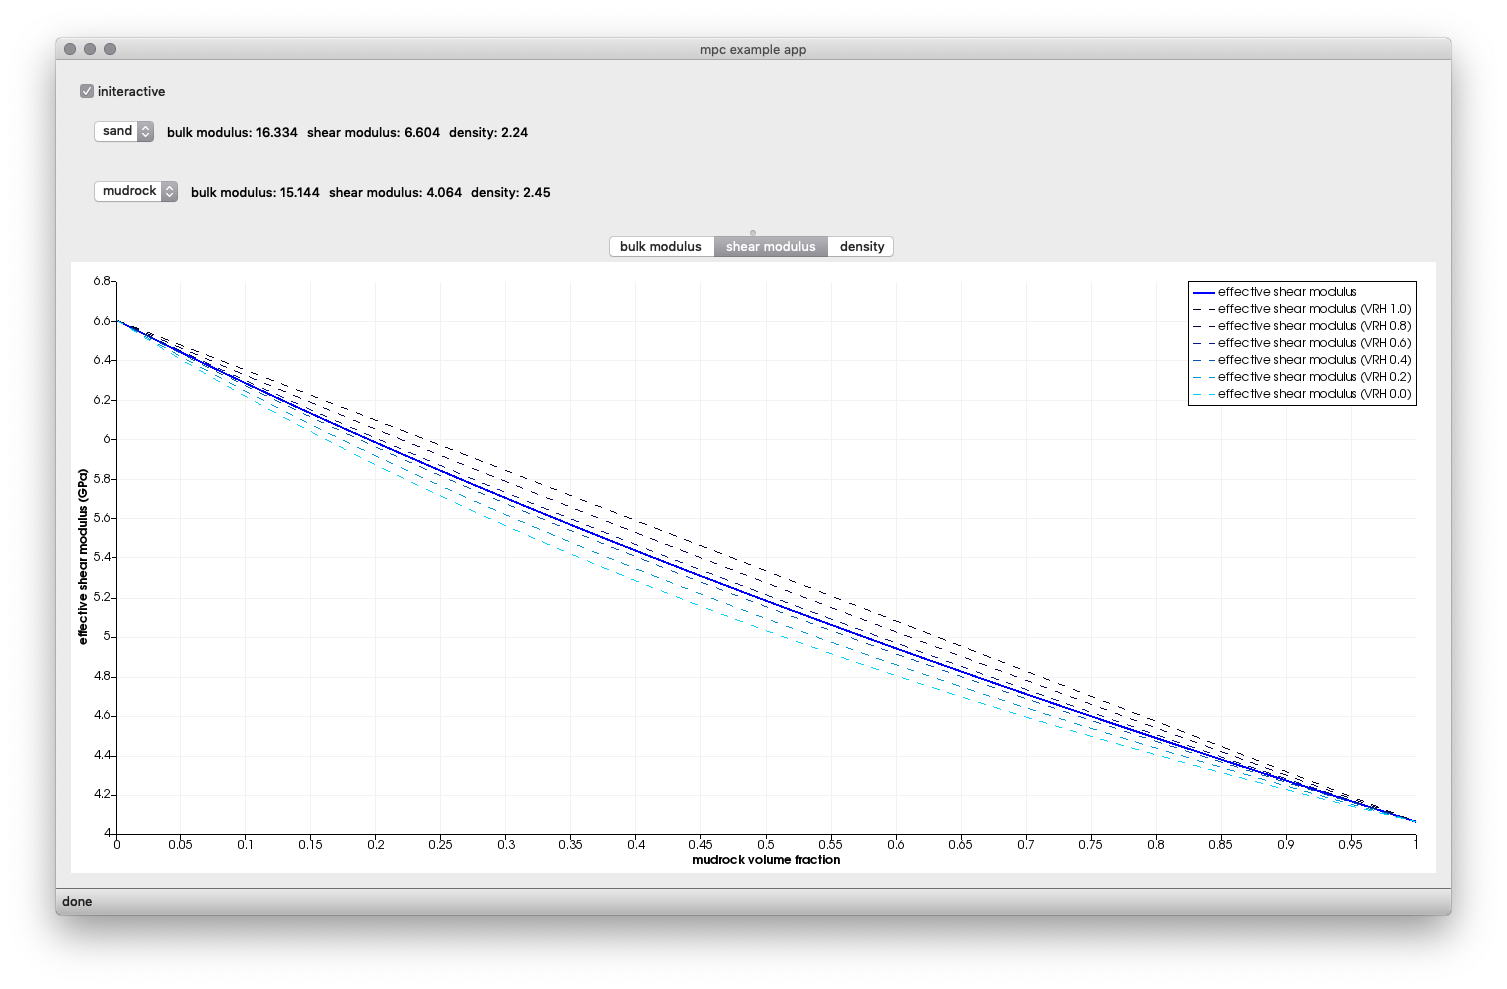 mpc example app
initeractive
sand bulk modulus: 16.334 shear modulus: 6.604 density: 2.24
mudrock bulk modulus: 15.144 shear modulus: 4.064 density: 2.45
bulk modulus shear modulus density
effective shear modulus
effective shear modulus (VRH 1.0)
effective shear modulus (VRH 0.8)
effective shear modulus (VRH 0.6)
effective shear modulus (VRH 0.4)
effective shear modulus (VRH 0.2)
effective shear modulus (VRH 0.0)
effective shear modulus (GPa)
6.8
6.6
6.4
6.2
6
5.8
5.6
5.4
5.2
5
4.8
4.6
4.4
4.2
4
0 0.05 0.1 0.15 0.2 0.25 0.3 0.35 0.4 0.45 0.5 0.55 0.6 0.65 0.7 0.75 0.8 0.85 0.9 0.95 1
mudrock volume fraction
done